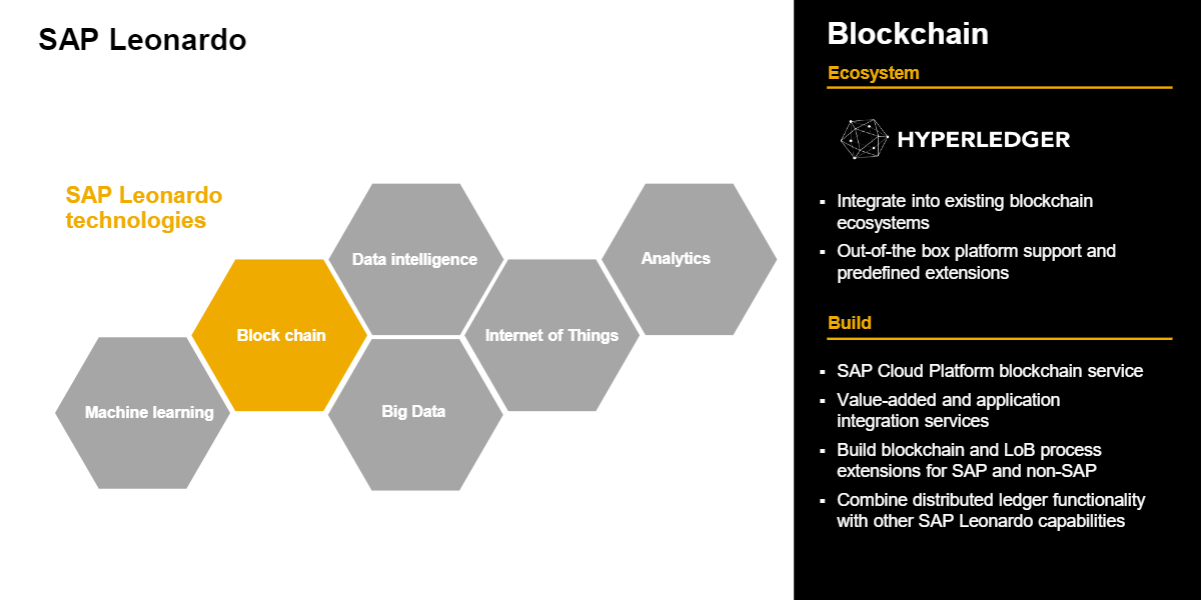 SAP Leonardo
SAP Leonardo
technologies
Data intelligence
Analytics
Block chain
Internet of Things
Machine learning
Big Data
Blockchain
Ecosystem
HYPERLEDGER
▪ Integrate into existing blockchain
ecosystems
▪ Out-of-the box platform support and
predefined extensions
Build
▪ SAP Cloud Platform blockchain service
▪ Value-added and application
integration services
▪ Build blockchain and LoB process
extensions for SAP and non-SAP
▪ Combine distributed ledger functionality
with other SAP Leonardo capabilities